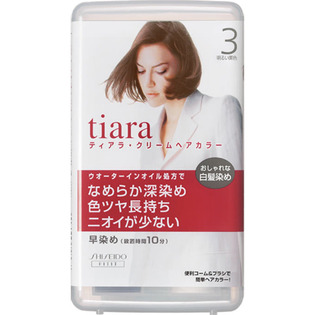 3
明るい栗色
tiara
ティアラ・クリームヘアカラー
ウオーターインオイル処方で
おしゃれな
白髪染め
なめらか深染め
色ツヤ長持ち
ニオイが少ない
早染め（放置時間10分）
SHISEIDO
便利コーム&ブラシで
簡単ヘアカラー!